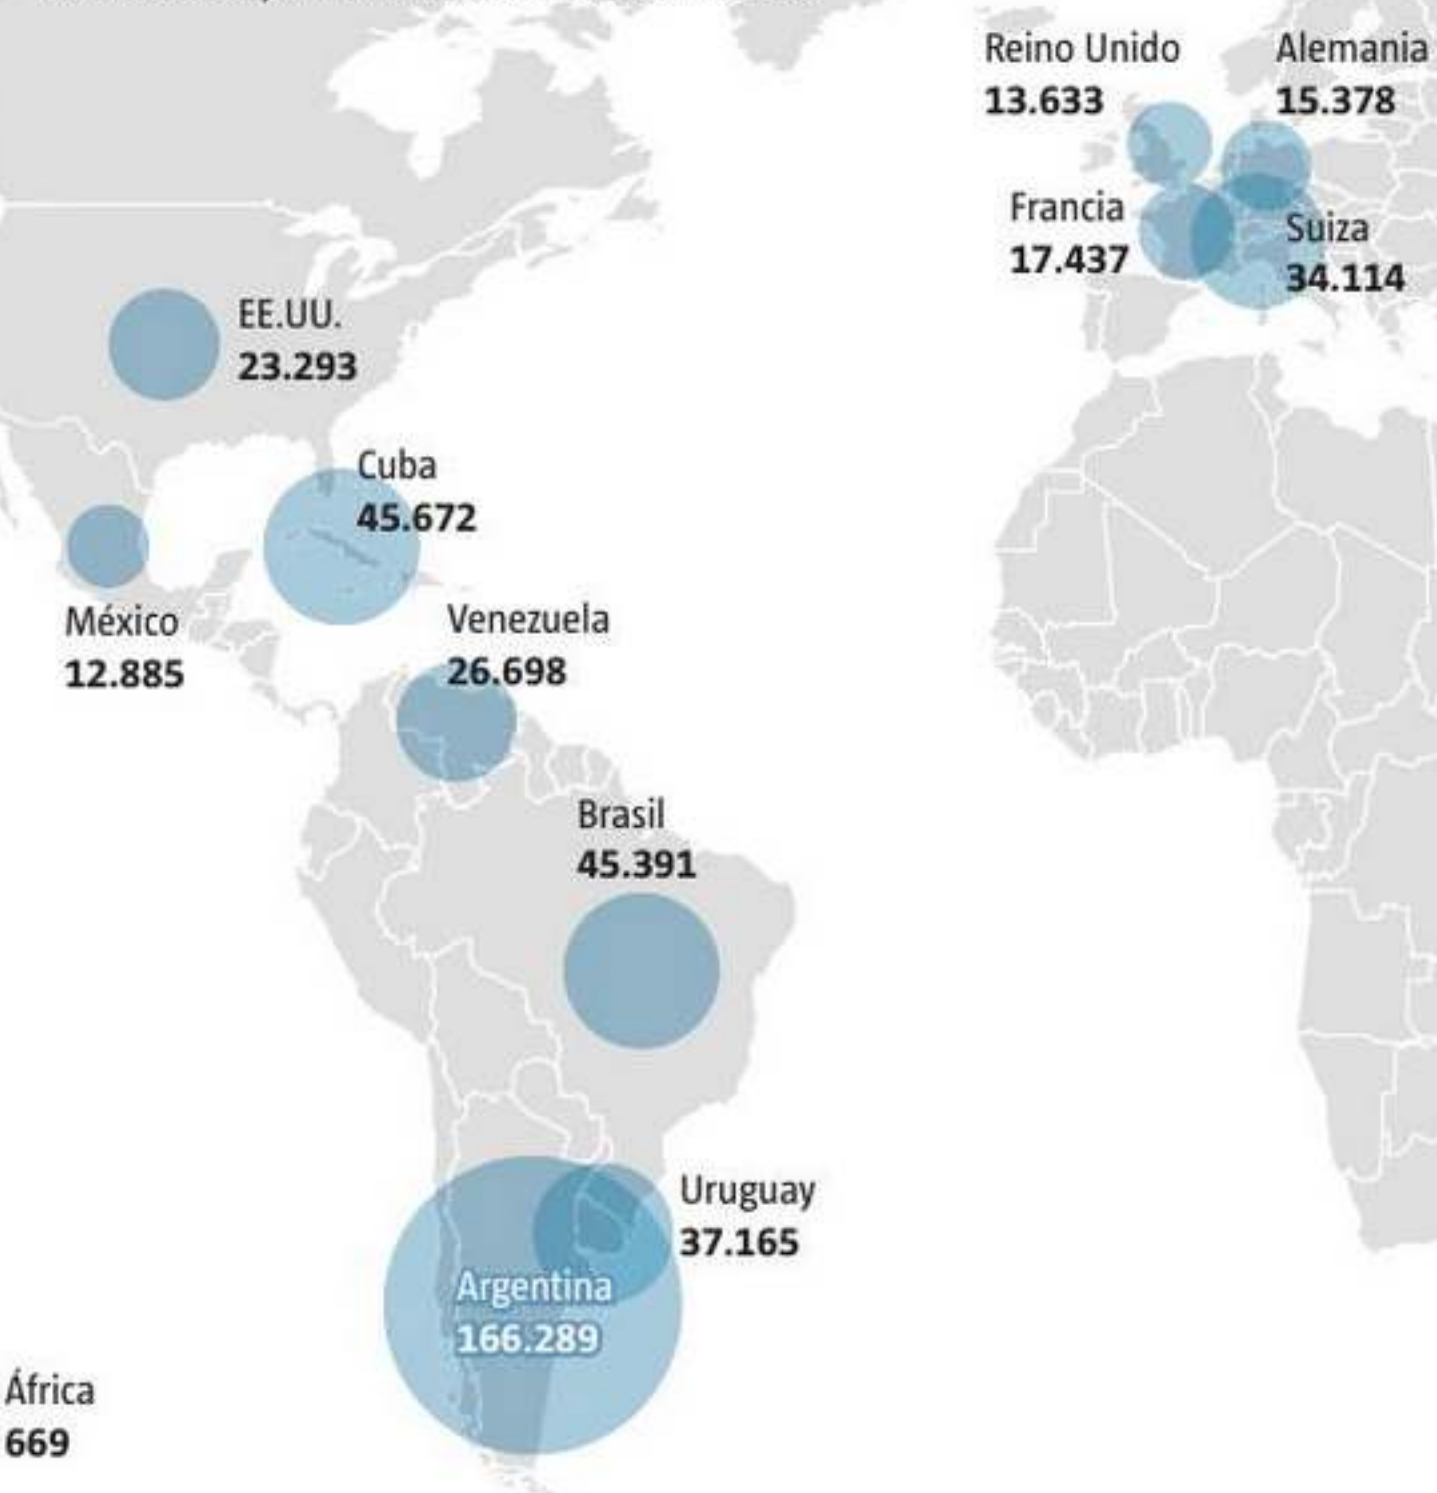 Reino Unido
13.633
Alemania
15.378
Francia
17.437
Suiza
34.114
EE.UU.
23.293
Cuba
45.672
México
12.885
Venezuela
26.698
Brasil
45.391
Uruguay
37.165
Argentina
166.289
África
669